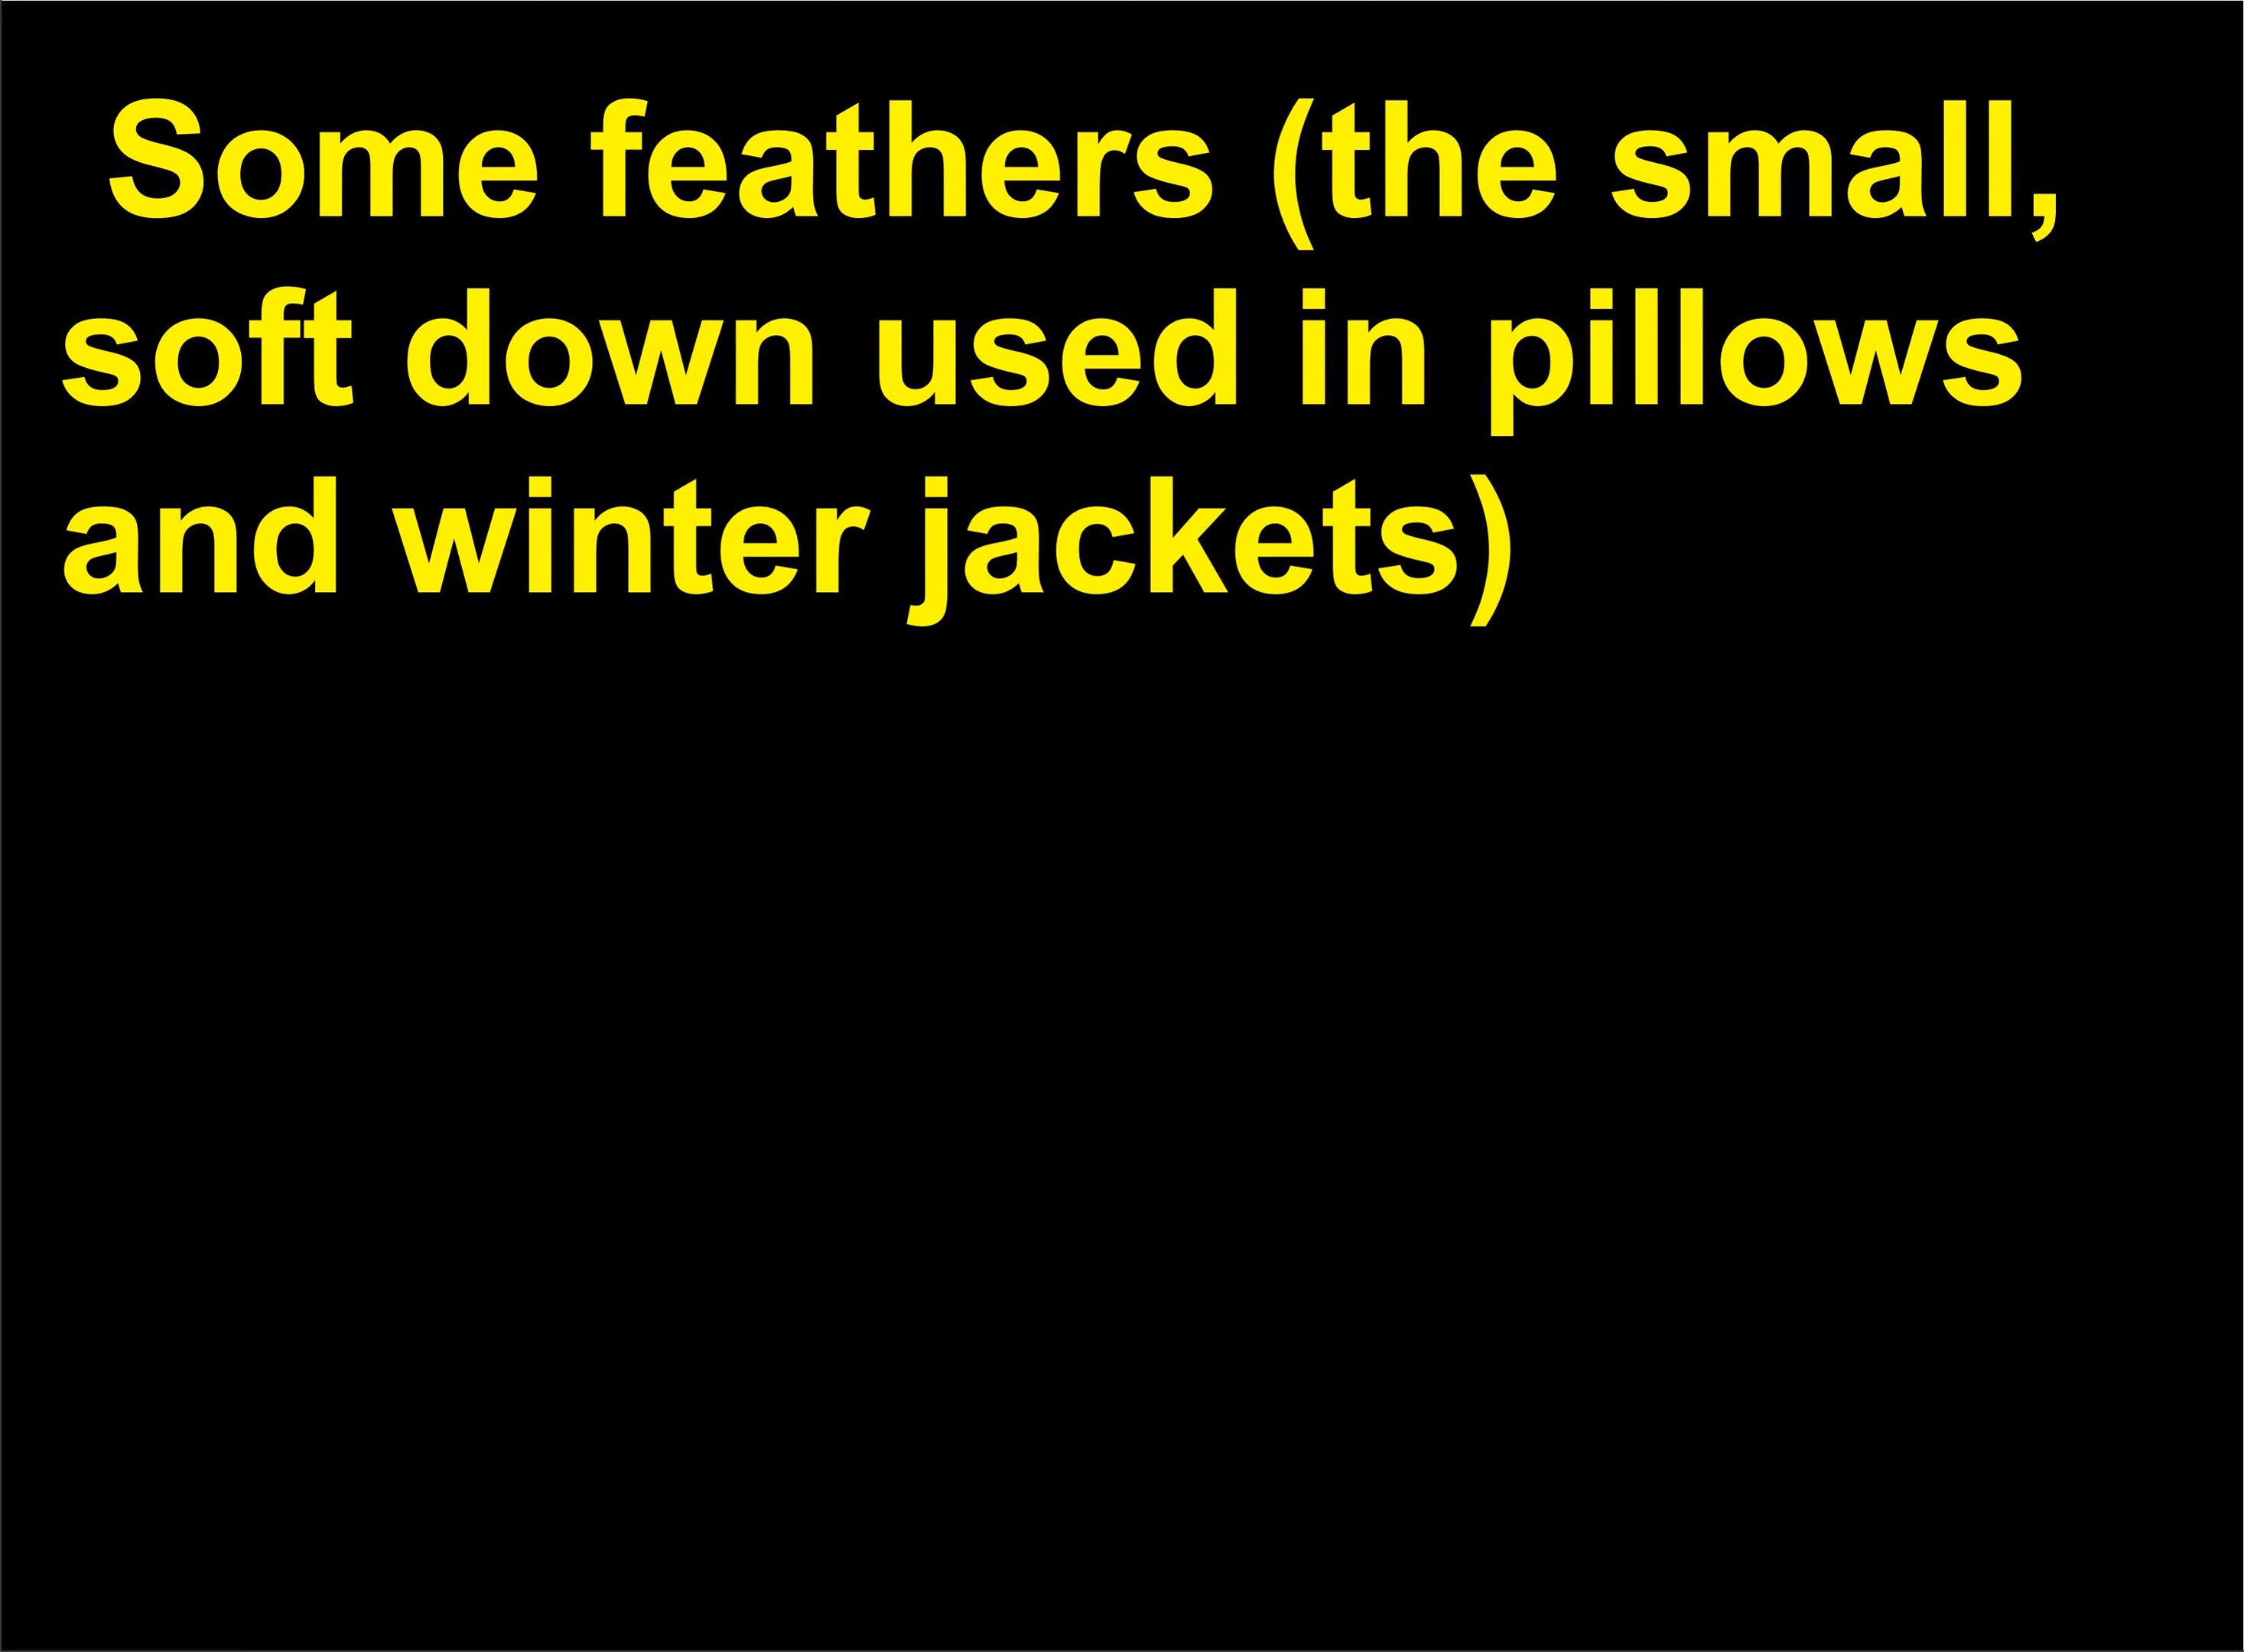 Some feathers (the small,
soft down used in pillows
and winter jackets)